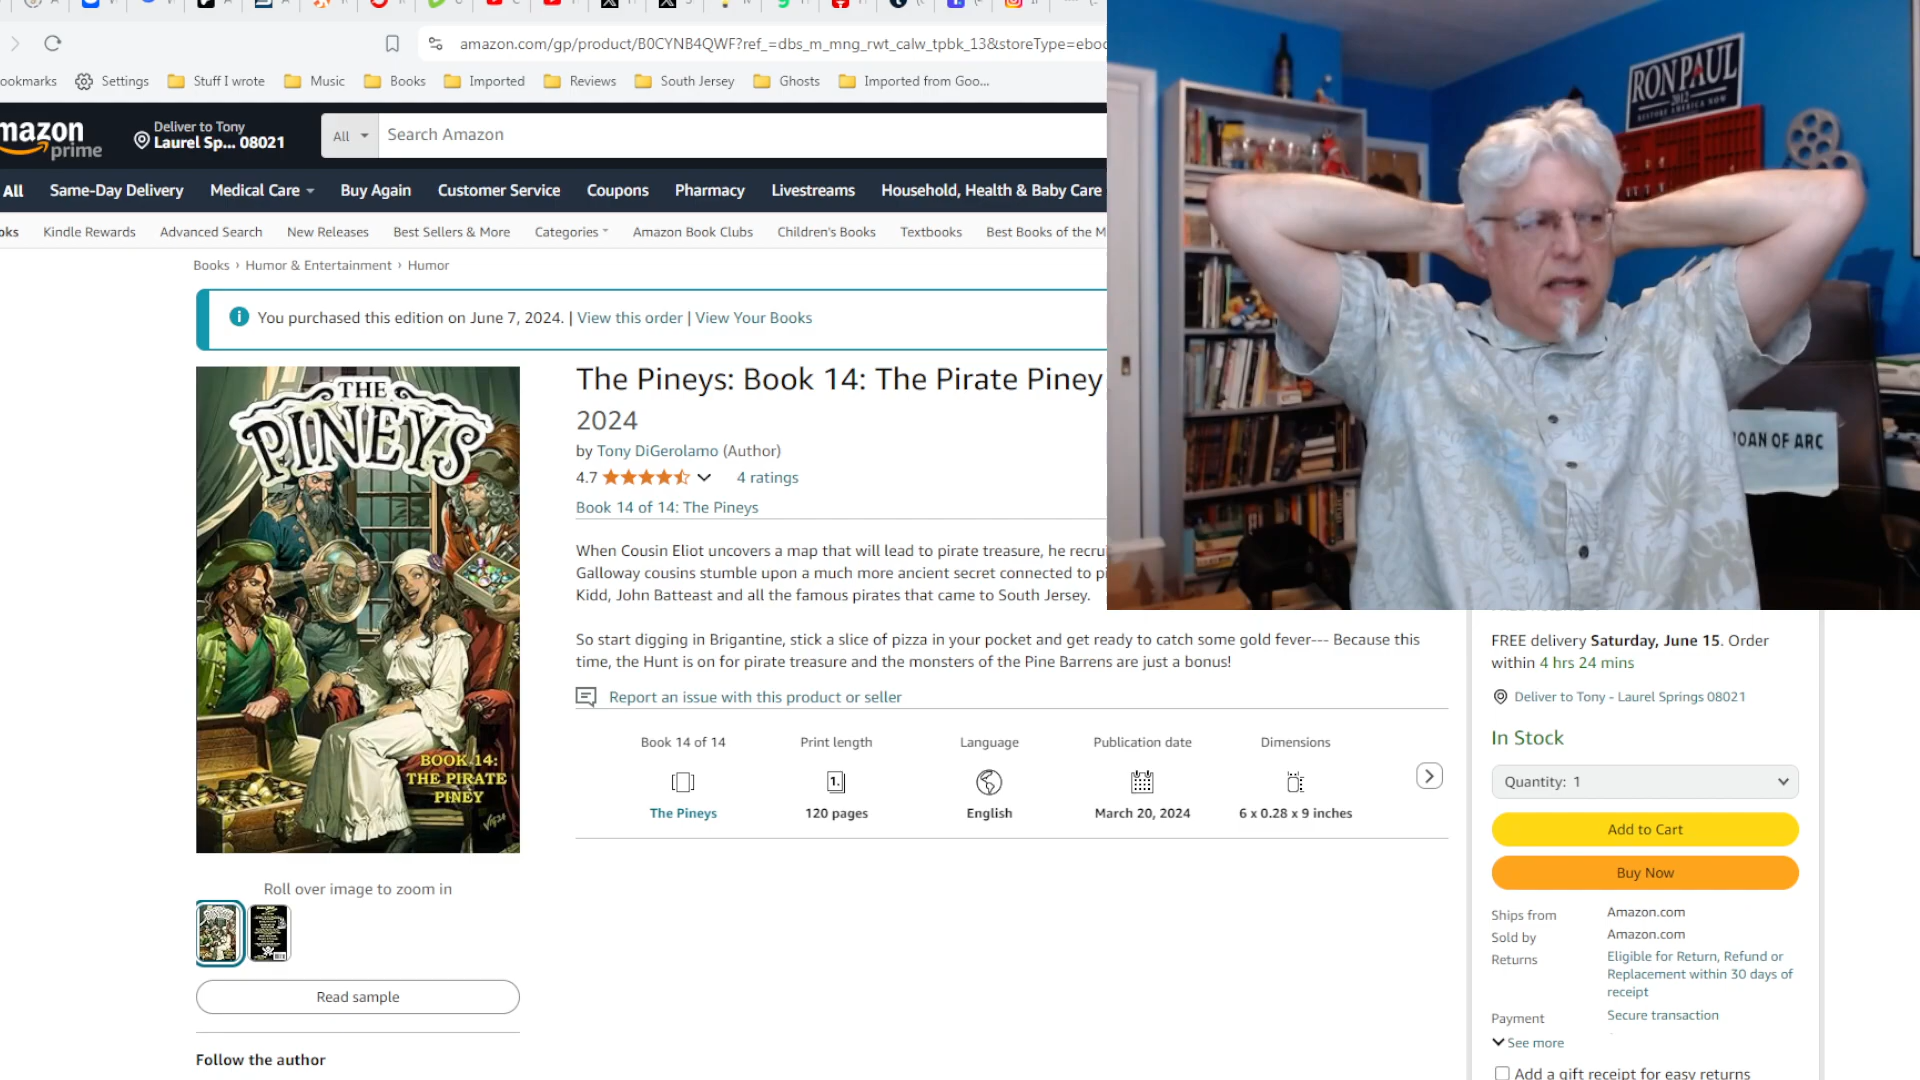 amazon.com/gp/product/B0CYNB4QWF?ref_=dbs_m_mng_rwt_calw_tpbk_13&storeType=eboo
ookmarks Settings Stuff I wrote Music Books Imported Reviews South Jersey Ghosts Imported from Goo...
mazon
prime
Deliver to Tony
Laurel Sp... 08021
All
Search Amazon
All Same-Day Delivery Medical Care Buy Again Customer Service Coupons Pharmacy Livestreams Household, Health & Baby Care
oks Kindle Rewards Advanced Search New Releases Best Sellers & More Categories Amazon Book Clubs Children's Books Textbooks Best Books of the M
Books › Humor & Entertainment › Humor
You purchased this edition on June 7, 2024. | View this order | View Your Books
THE
PINEYS
BOOK 14:
THE PIRATE
PINEY
The Pineys: Book 14: The Pirate Piney
2024
by Tony DiGerolamo (Author)
4.7 4 ratings
Book 14 of 14: The Pineys
When Cousin Eliot uncovers a map that will lead to pirate treasure, he recru
Galloway cousins stumble upon a much more ancient secret connected to pi
Kidd, John Batteast and all the famous pirates that came to South Jersey.
So start digging in Brigantine, stick a slice of pizza in your pocket and get ready to catch some gold fever--- Because this
time, the Hunt is on for pirate treasure and the monsters of the Pine Barrens are just a bonus!
Report an issue with this product or seller
Book 14 of 14 Print length Language Publication date Dimensions
1.
The Pineys 120 pages English March 20, 2024 6 x 0.28 x 9 inches
Roll over image to zoom in
Read sample
Follow the author
RON PAUL
2012
RESTORE AMERICA NOW
JOAN OF ARC
FREE delivery Saturday, June 15. Order
within 4 hrs 24 mins
Deliver to Tony - Laurel Springs 08021
In Stock
Quantity: 1
Add to Cart
Buy Now
Ships from Amazon.com
Sold by Amazon.com
Returns Eligible for Return, Refund or
Replacement within 30 days of
receipt
Payment Secure transaction
See more
Add a gift receipt for easy returns